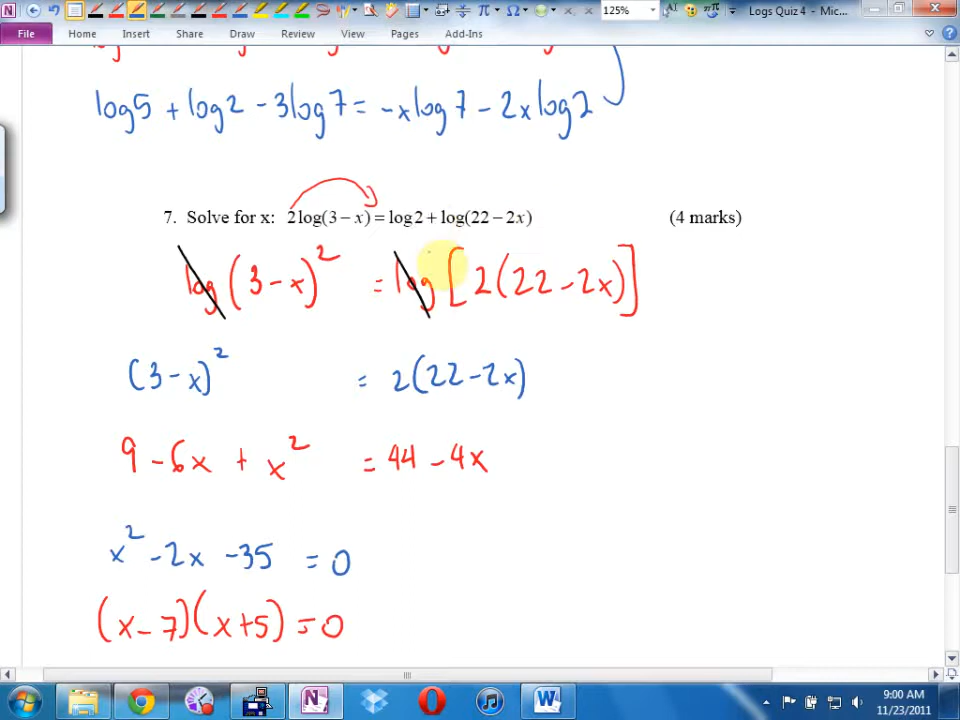 125%
Logs Quiz 4 - Mic...
File Home Insert Share Draw Review View Pages Add-Ins
log5 + log2 - 3log7 = -xlog7 - 2xlog2
7. Solve for x: 2log(3 − x) = log2 + log(22 − 2x) (4 marks)
log(3-x)² = log[2(22-2x)]
(3-x)² = 2(22-2x)
9 - 6x + x² = 44 - 4x
x² - 2x - 35 = 0
(x-7)(x+5) = 0
9:00 AM
11/23/2011